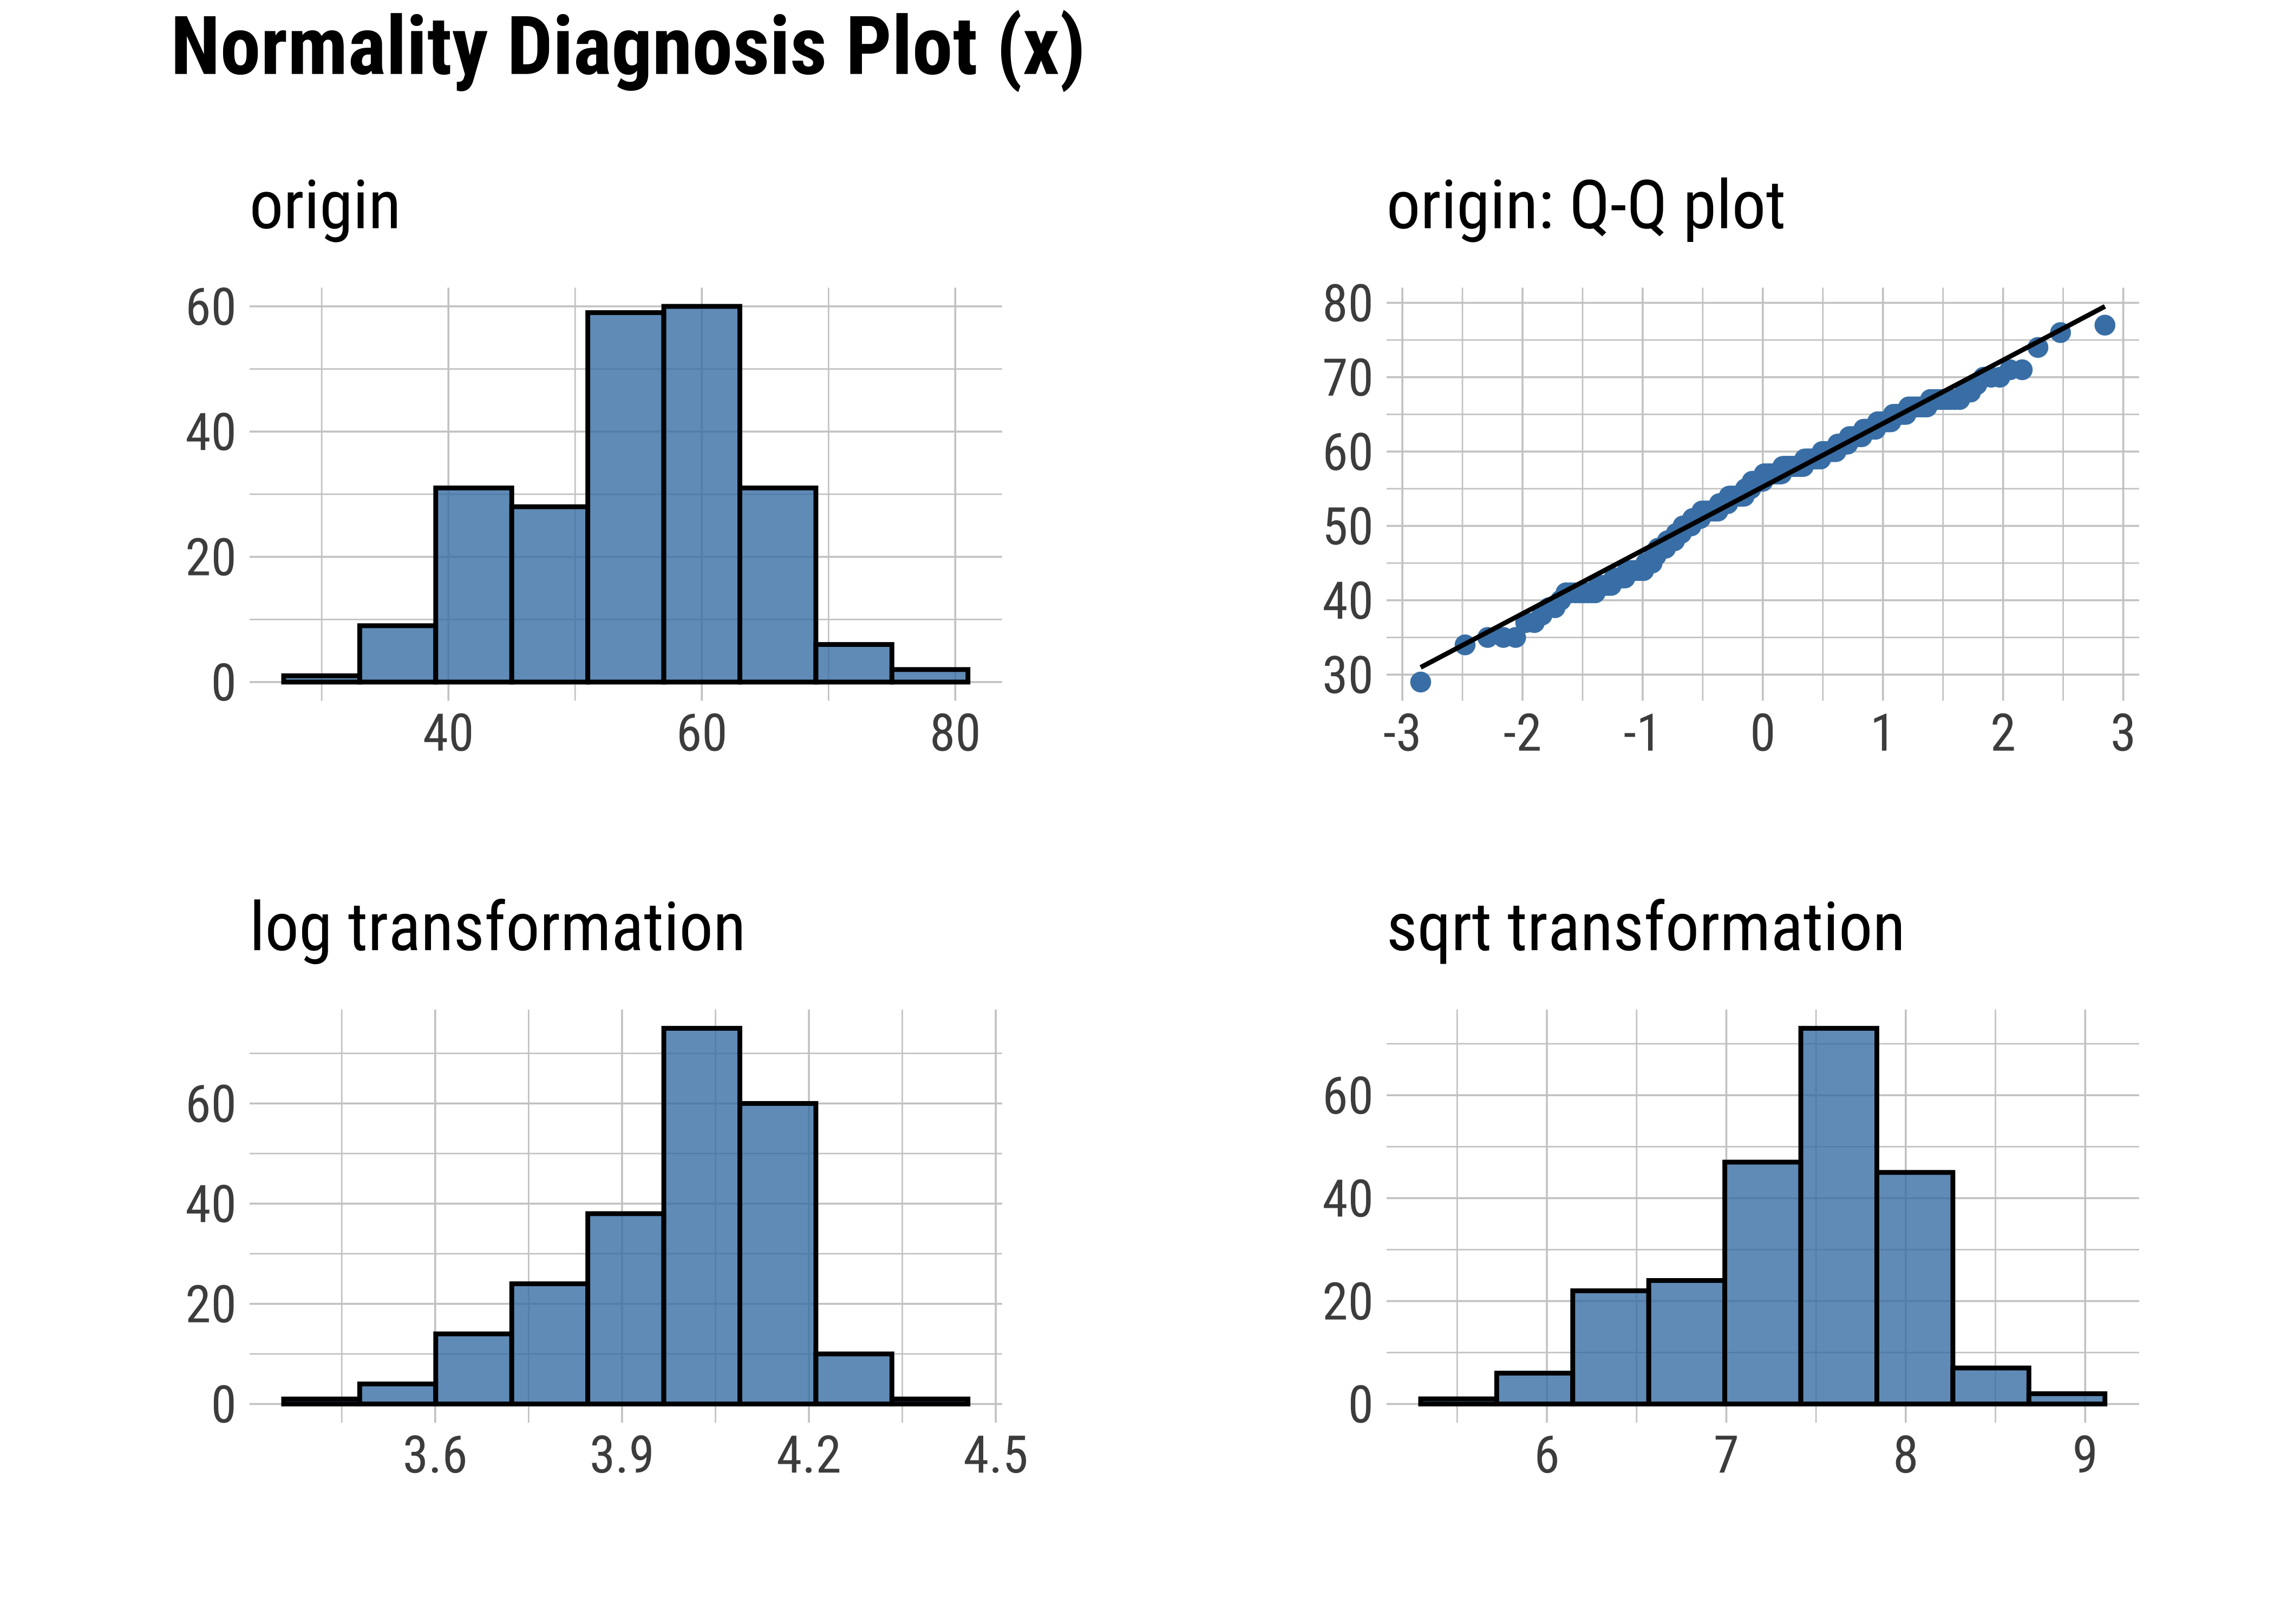 Normality Diagnosis Plot (x)
origin
60
40
20
0
40 60 80
origin: Q-Q plot
80
70
60
50
40
30
-3 -2 -1 0 1 2 3
log transformation
60
40
20
0
3.6 3.9 4.2 4.5
sqrt transformation
60
40
20
0
6 7 8 9